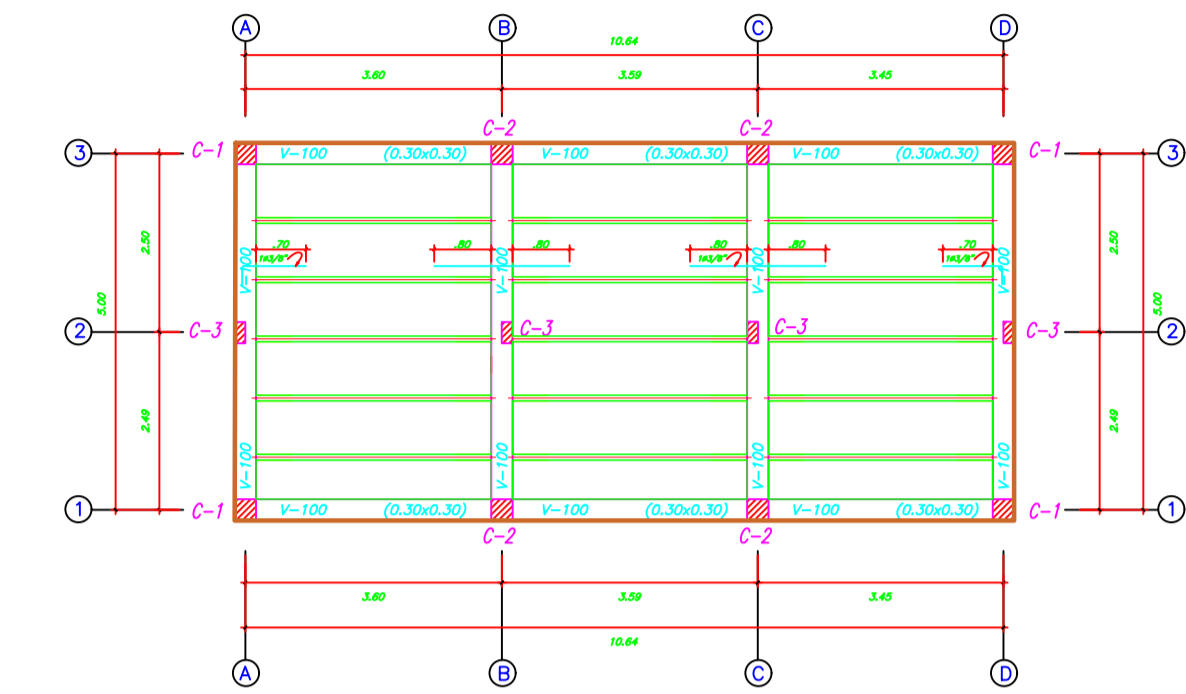 A B C D
10.64
3.60 3.59 3.45
C-2 C-2
3 C-1 V-100 (0.30x0.30) V-100 (0.30x0.30) V-100 (0.30x0.30) C-1 3
2.50 2.50
.70 .80 .80 .80 .80 .70
1ø3/8" 1ø3/8" 1ø3/8"
V-100 V-100 V-100 V-100
5.00 5.00
2 C-3 C-3 C-3 C-3 2
2.49 2.49
V-100 V-100 V-100 V-100
1 C-1 V-100 (0.30x0.30) V-100 (0.30x0.30) V-100 (0.30x0.30) C-1 1
C-2 C-2
3.60 3.59 3.45
10.64
A B C D